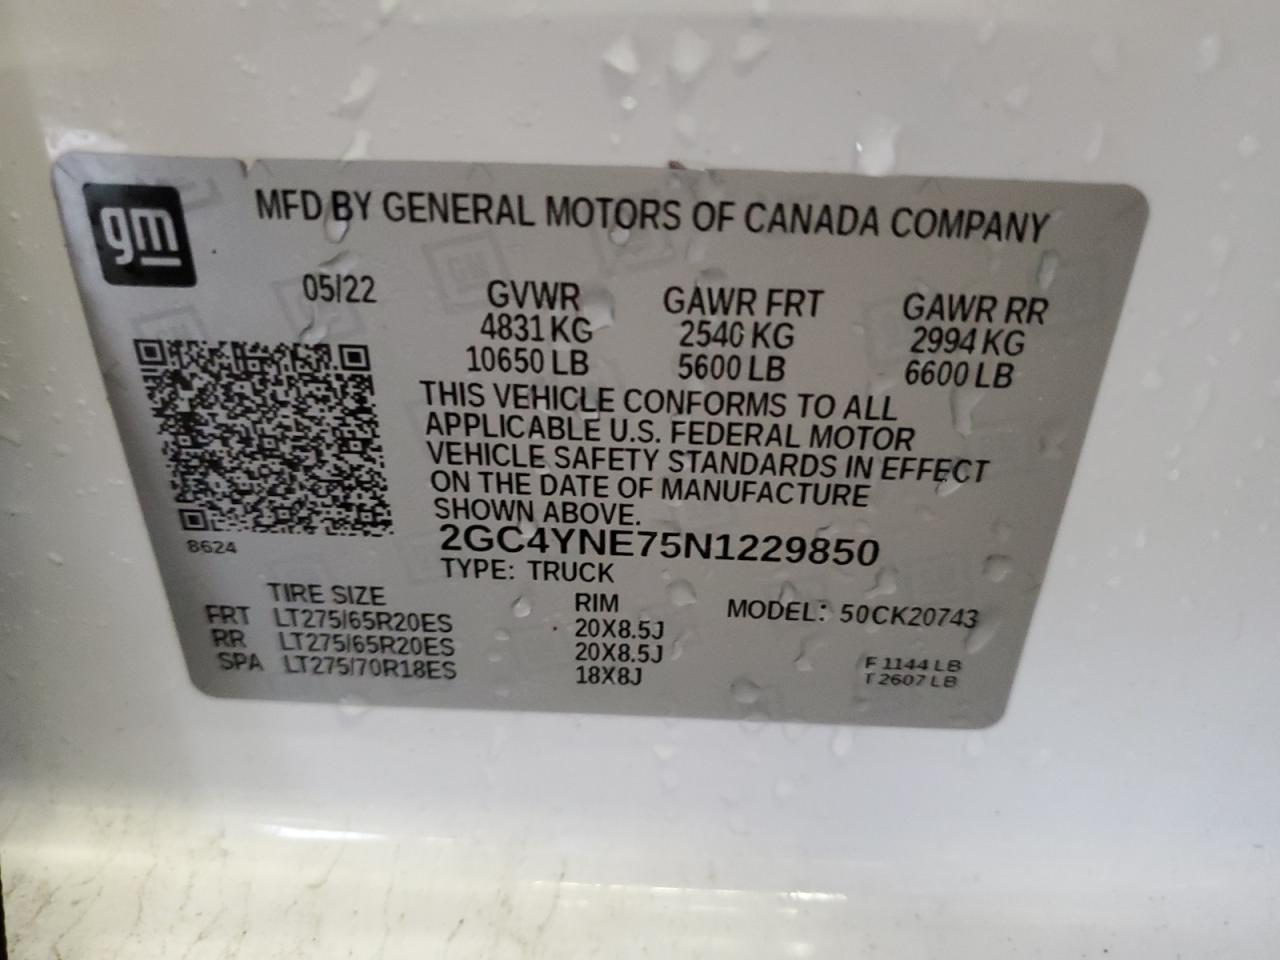 gm
MFD BY GENERAL MOTORS OF CANADA COMPANY
05/22 GVWR GAWR FRT GAWR RR
4831 KG 2540 KG 2994 KG
10650 LB 5600 LB 6600 LB
THIS VEHICLE CONFORMS TO ALL
APPLICABLE U.S. FEDERAL MOTOR
VEHICLE SAFETY STANDARDS IN EFFECT
ON THE DATE OF MANUFACTURE
SHOWN ABOVE.
8624
2GC4YNE75N1229850
TYPE: TRUCK
TIRE SIZE RIM MODEL: 50CK20743
FRT LT275/65R20ES 20X8.5J
RR LT275/65R20ES 20X8.5J
SPA LT275/70R18ES 18X8J
F 1144 LB
T 2607 LB